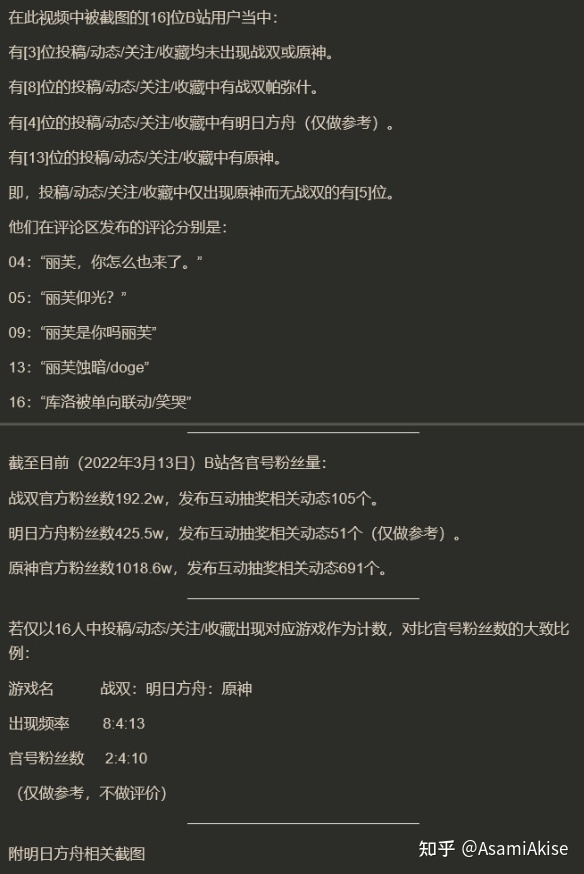 在此视频中被截图的[16]位B站用户当中：
有[3]位投稿/动态/关注/收藏均未出现战双或原神。
有[8]位的投稿/动态/关注/收藏中有战双帕弥什。
有[4]位的投稿/动态/关注/收藏中有明日方舟（仅做参考）。
有[13]位的投稿/动态/关注/收藏中有原神。
即，投稿/动态/关注/收藏中仅出现原神而无战双的有[5]位。
他们在评论区发布的评论分别是：
04：“丽芙，你怎么也来了。”
05：“丽芙仰光？”
09：“丽芙是你吗丽芙”
13：“丽芙蚀暗/doge”
16：“库洛被单向联动/笑哭”
截至目前（2022年3月13日）B站各官号粉丝量：
战双官方粉丝数192.2w，发布互动抽奖相关动态105个。
明日方舟粉丝数425.5w，发布互动抽奖相关动态51个（仅做参考）。
原神官方粉丝数1018.6w，发布互动抽奖相关动态691个。
若仅以16人中投稿/动态/关注/收藏出现对应游戏作为计数，对比官号粉丝数的大致比
例：
游戏名 战双：明日方舟：原神
出现频率 8:4:13
官号粉丝数 2:4:10
（仅做参考，不做评价）
附明日方舟相关截图
知乎 @AsamiAkise